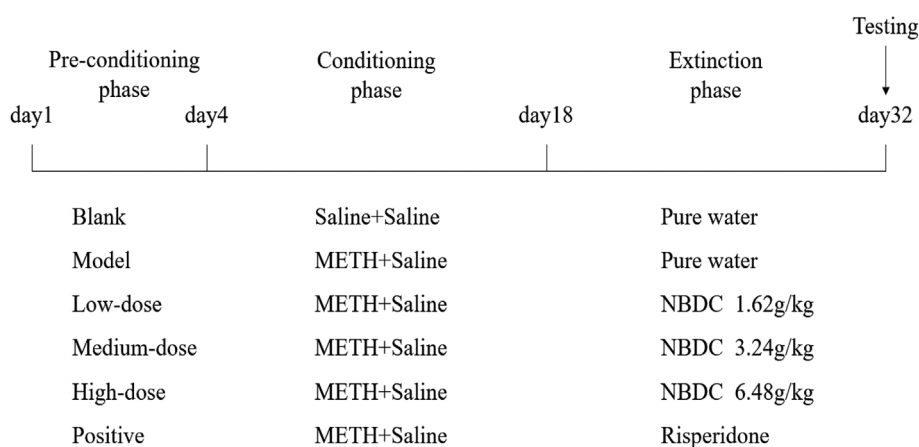 Testing
Pre-conditioning phase
Conditioning phase
Extinction phase
day1 day4 day18 day32
Blank Saline+Saline Pure water
Model METH+Saline Pure water
Low-dose METH+Saline NBDC 1.62g/kg
Medium-dose METH+Saline NBDC 3.24g/kg
High-dose METH+Saline NBDC 6.48g/kg
Positive METH+Saline Risperidone